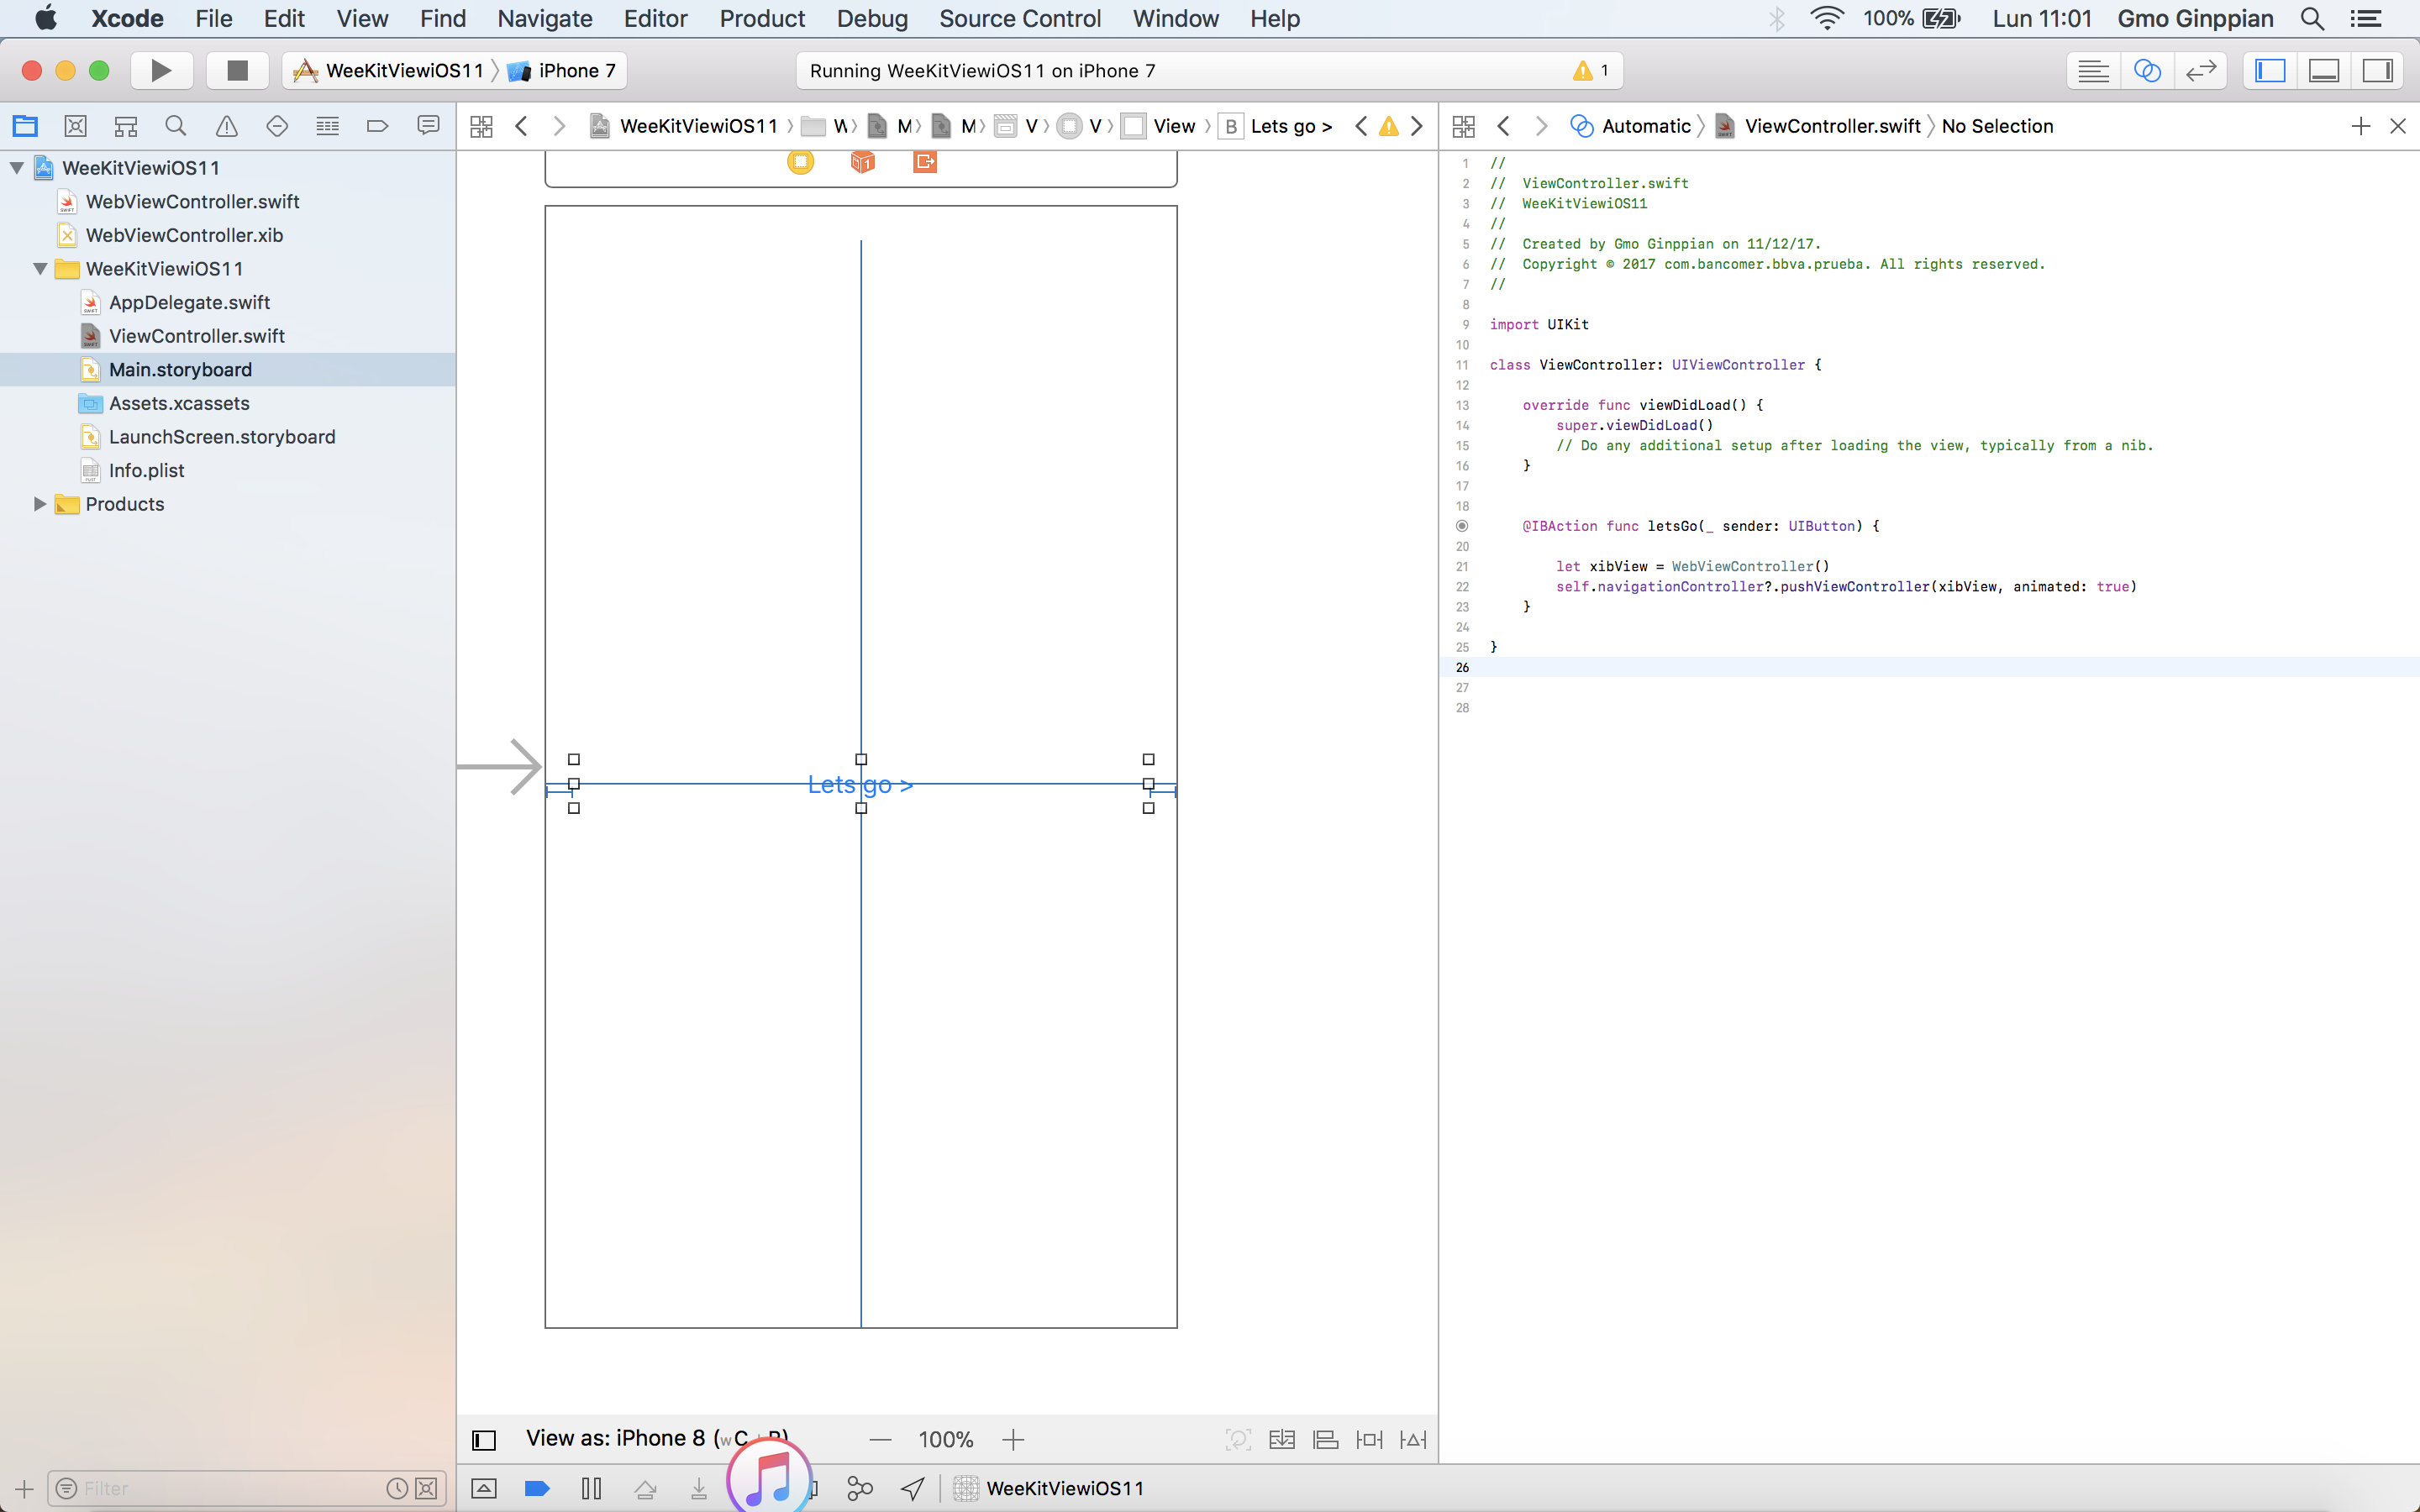 Xcode File Edit View Find Navigate Editor Product Debug Source Control Window Help 100% Lun 11:01 Gmo Ginppian
WeeKitViewiOS11 iPhone 7 Running WeeKitViewiOS11 on iPhone 7 1
WeeKitViewiOS11 W M M V V View B Lets go > Automatic ViewController.swift No Selection
WeeKitViewiOS11
WebViewController.swift
WebViewController.xib
WeeKitViewiOS11
AppDelegate.swift
ViewController.swift
Main.storyboard
Assets.xcassets
LaunchScreen.storyboard
Info.plist
Products
Lets go >
1 //
2 // ViewController.swift
3 // WeeKitViewiOS11
4 //
5 // Created by Gmo Ginppian on 11/12/17.
6 // Copyright © 2017 com.bancomer.bbva.prueba. All rights reserved.
7 //
8
9 import UIKit
10
11 class ViewController: UIViewController {
12
13 override func viewDidLoad() {
14 super.viewDidLoad()
15 // Do any additional setup after loading the view, typically from a nib.
16 }
17
18
@IBAction func letsGo(_ sender: UIButton) {
20
21 let xibView = WebViewController()
22 self.navigationController?.pushViewController(xibView, animated: true)
23 }
24
25 }
26
27
28
View as: iPhone 8 (wC 100%
Filter WeeKitViewiOS11